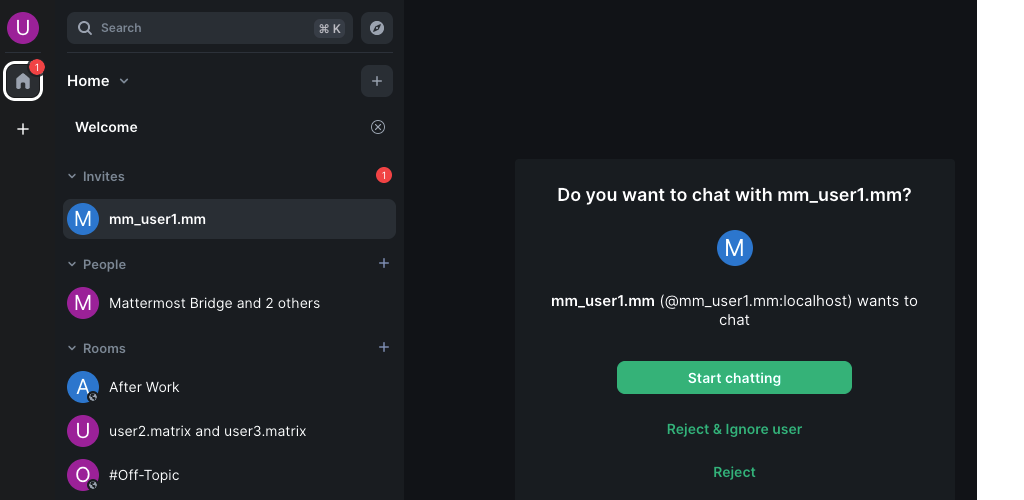 U
Search
⌘ K
1
Home
Welcome
Invites
1
M
mm_user1.mm
People
M
Mattermost Bridge and 2 others
Rooms
A
After Work
U
user2.matrix and user3.matrix
O
#Off-Topic
Do you want to chat with mm_user1.mm?
M
mm_user1.mm (@mm_user1.mm:localhost) wants to
chat
Start chatting
Reject & Ignore user
Reject